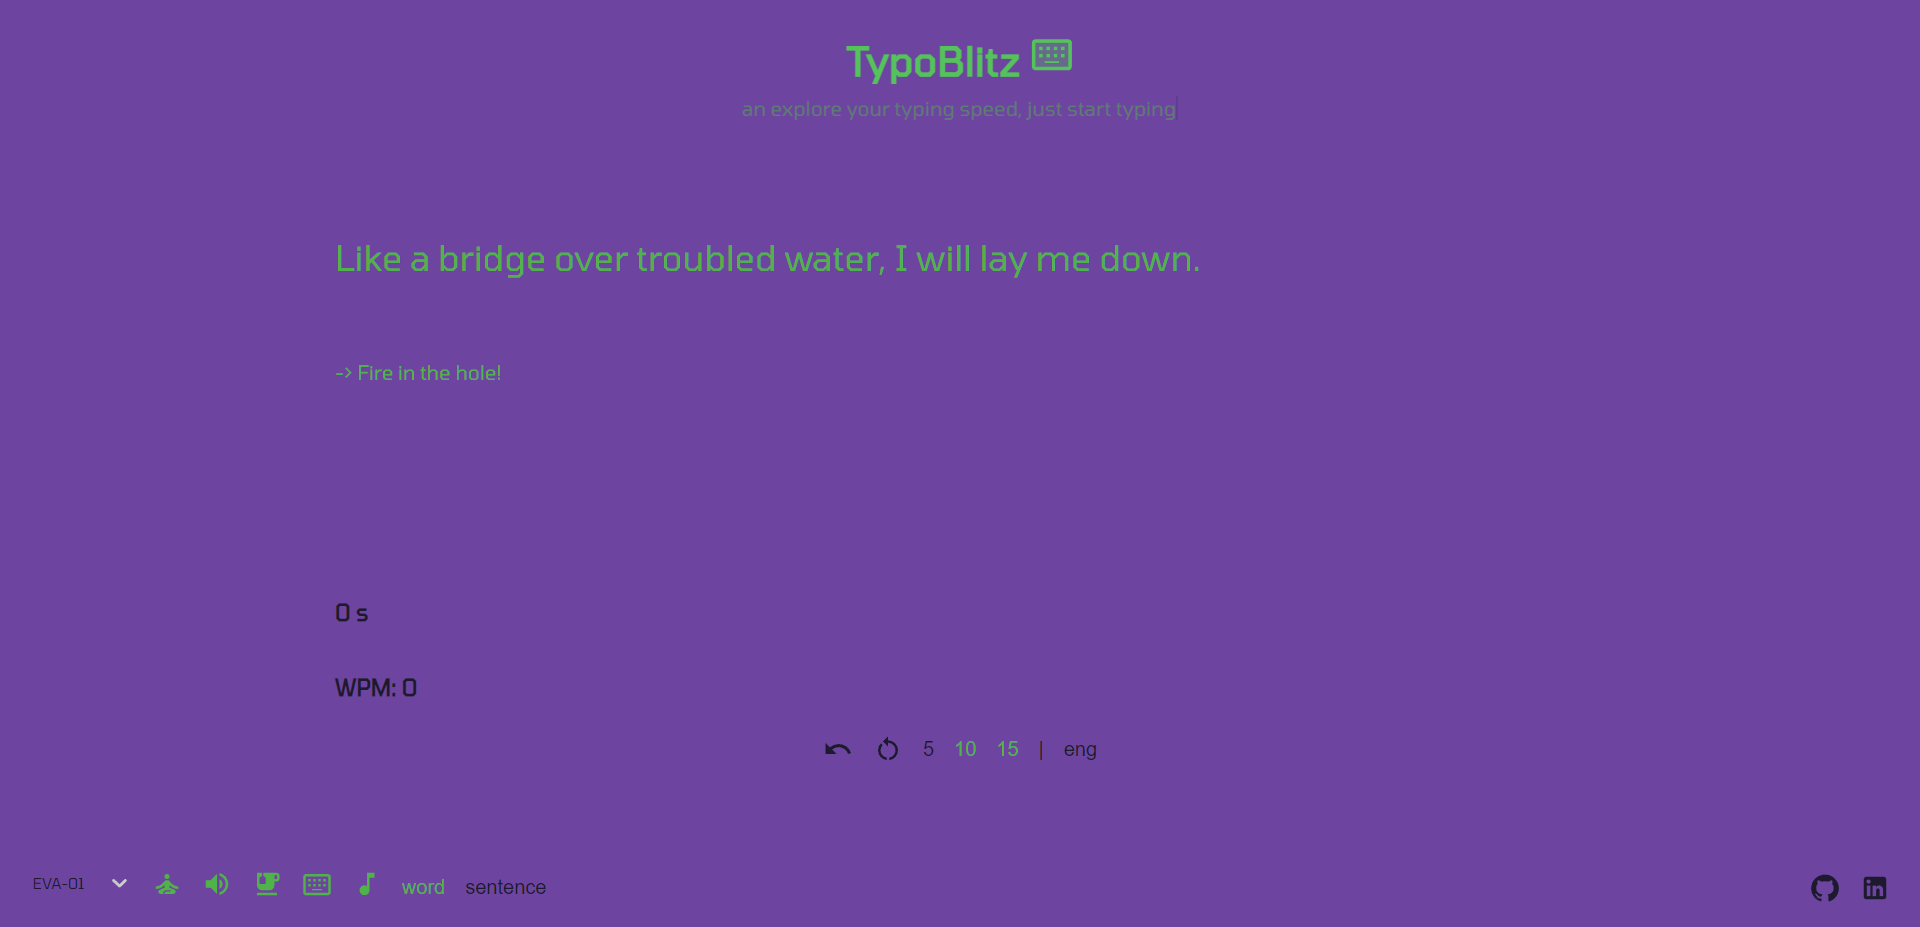 TypoBlitz
an explore your typing speed, just start typing
Like a bridge over troubled water, I will lay me down.
-> Fire in the hole!
0 s
WPM: 0
5 10 15 | eng
EVA-01 word sentence